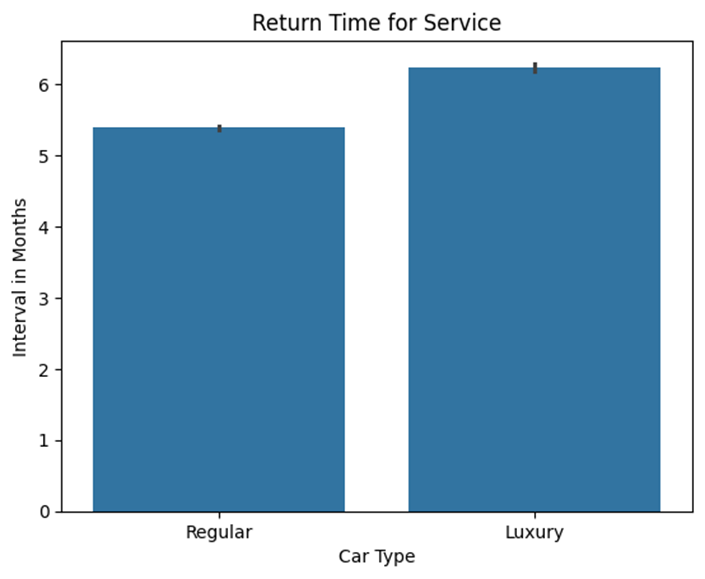 Return Time for Service
Interval in Months
6
5
4
3
2
1
0
Regular
Luxury
Car Type